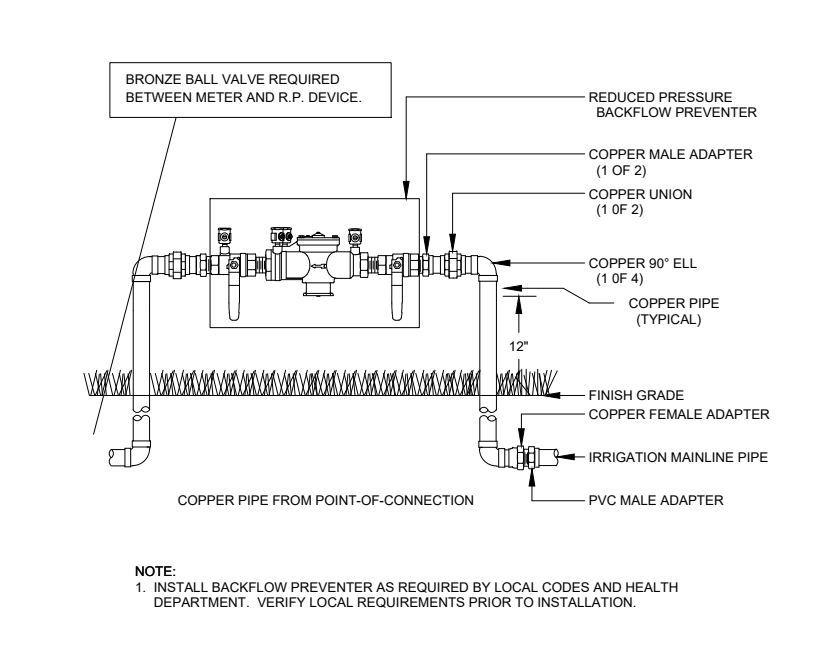 BRONZE BALL VALVE REQUIRED
BETWEEN METER AND R.P. DEVICE.
REDUCED PRESSURE
BACKFLOW PREVENTER
COPPER MALE ADAPTER
(1 OF 2)
COPPER UNION
(1 0F 2)
COPPER 90° ELL
(1 0F 4)
COPPER PIPE
(TYPICAL)
12"
FINISH GRADE
COPPER FEMALE ADAPTER
IRRIGATION MAINLINE PIPE
COPPER PIPE FROM POINT-OF-CONNECTION
PVC MALE ADAPTER
NOTE:
1. INSTALL BACKFLOW PREVENTER AS REQUIRED BY LOCAL CODES AND HEALTH
DEPARTMENT. VERIFY LOCAL REQUIREMENTS PRIOR TO INSTALLATION.